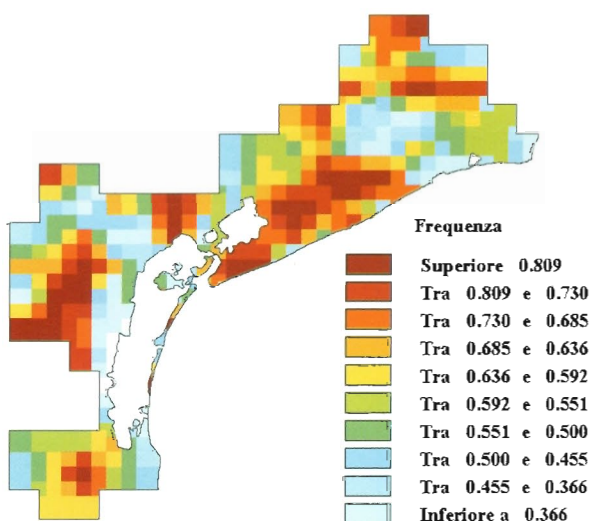 Frequenza
Superiore 0.809
Tra 0.809 e 0.730
Tra 0.730 e 0.685
Tra 0.685 e 0.636
Tra 0.636 e 0.592
Tra 0.592 e 0.551
Tra 0.551 e 0.500
Tra 0.500 e 0.455
Tra 0.455 e 0.366
Inferiore a 0.366